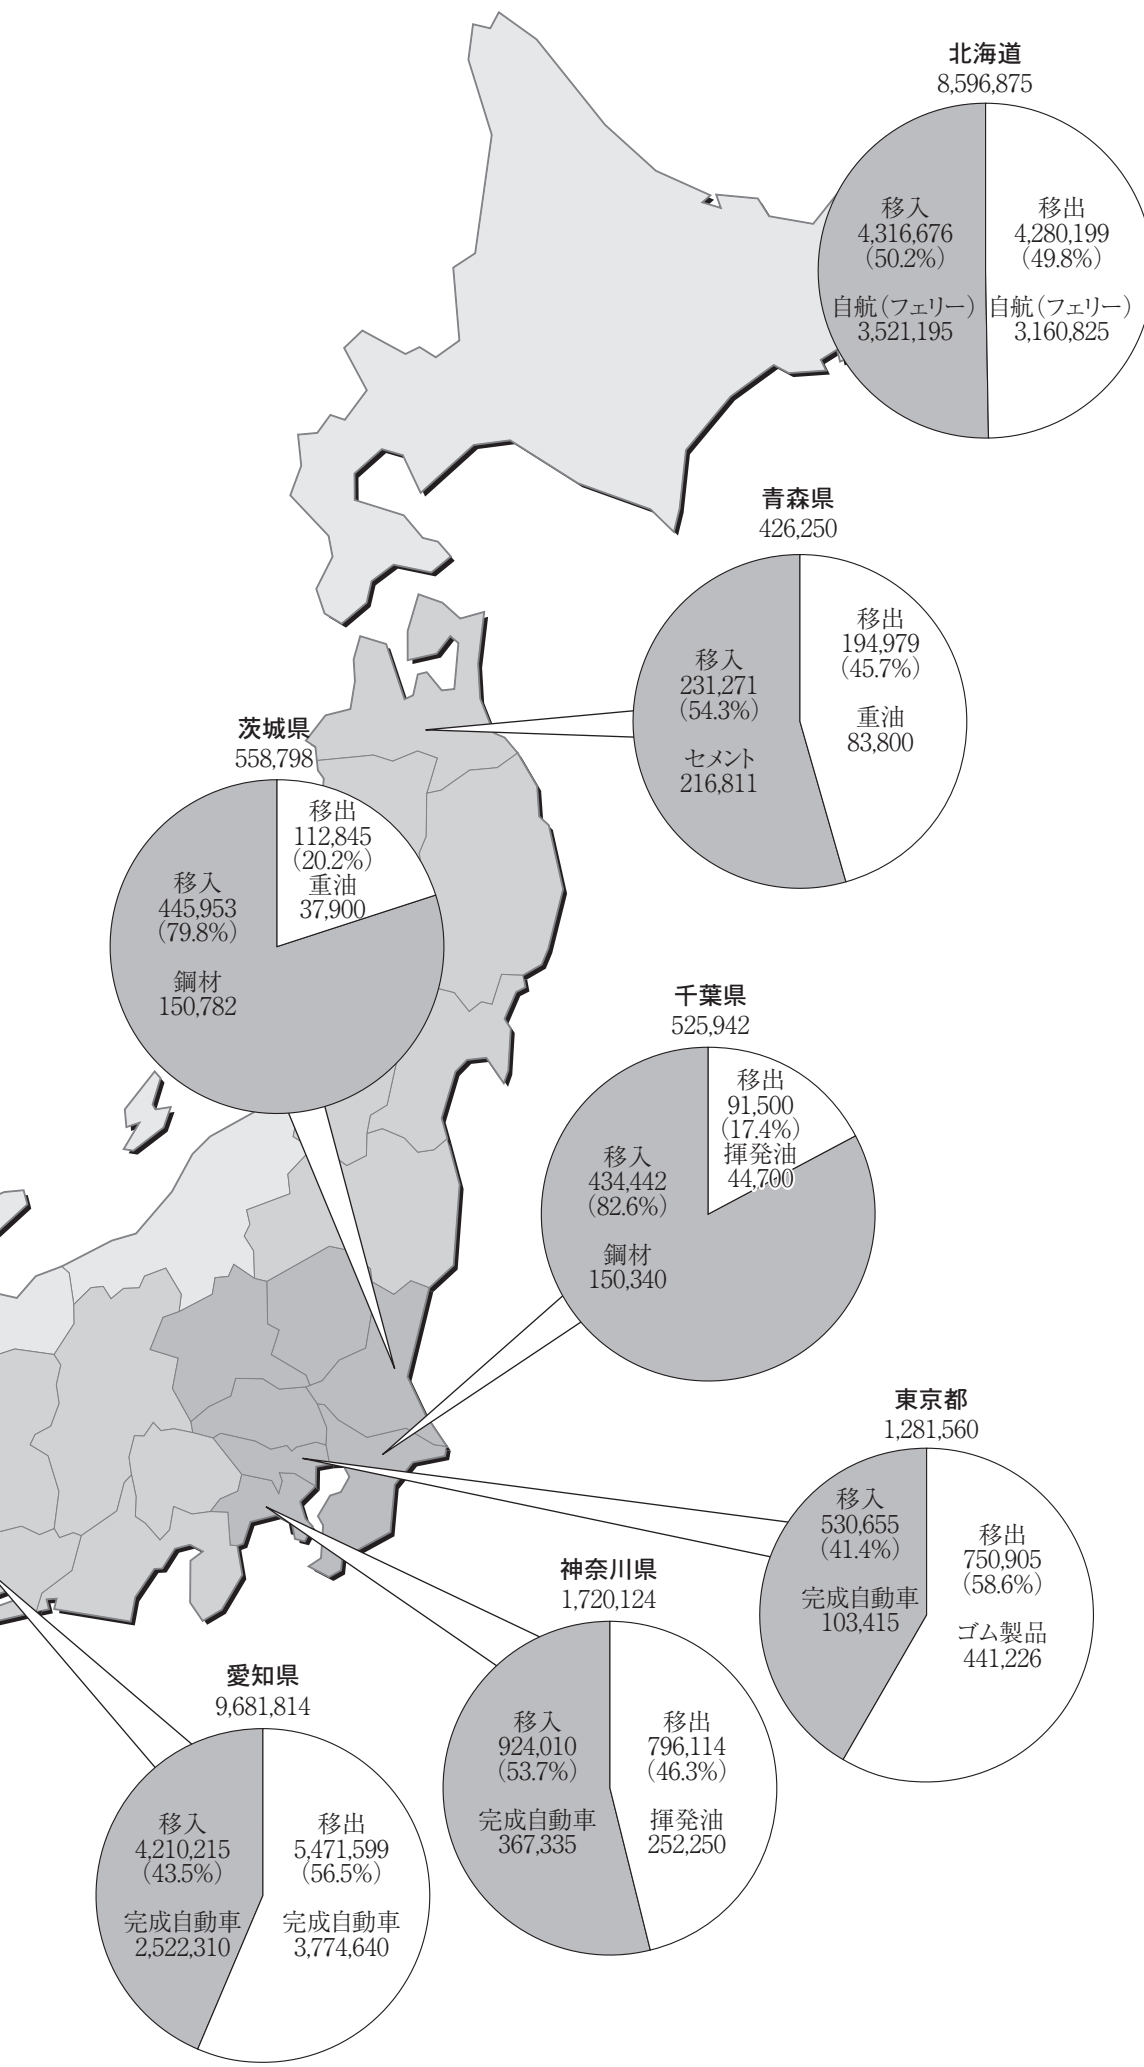 北海道
8,596,875
移入
4,316,676
(50.2%)
自航(フェリー)
3,521,195
移出
4,280,199
(49.8%)
自航(フェリー)
3,160,825
青森県
426,250
移入
231,271
(54.3%)
セメント
216,811
移出
194,979
(45.7%)
重油
83,800
茨城県
558,798
移入
445,953
(79.8%)
鋼材
150,782
移出
112,845
(20.2%)
重油
37,900
千葉県
525,942
移入
434,442
(82.6%)
鋼材
150,340
移出
91,500
(17.4%)
揮発油
44,700
東京都
1,281,560
移入
530,655
(41.4%)
完成自動車
103,415
移出
750,905
(58.6%)
ゴム製品
441,226
神奈川県
1,720,124
移入
924,010
(53.7%)
完成自動車
367,335
移出
796,114
(46.3%)
揮発油
252,250
愛知県
9,681,814
移入
4,210,215
(43.5%)
完成自動車
2,522,310
移出
5,471,599
(56.5%)
完成自動車
3,774,640